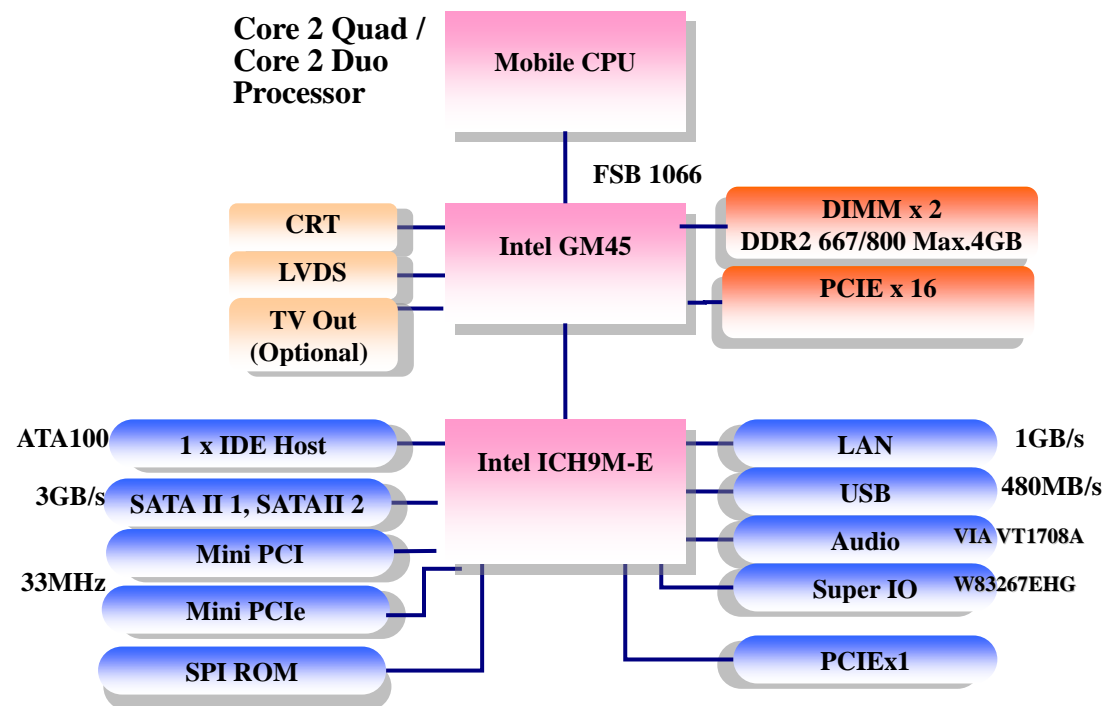 Core 2 Quad /
Core 2 Duo
Processor
Mobile CPU
FSB 1066
CRT
LVDS
TV Out
(Optional)
Intel GM45
DIMM x 2
DDR2 667/800 Max.4GB
PCIE x 16
ATA100
1 x IDE Host
3GB/s
SATA II 1, SATAII 2
Mini PCI
33MHz
Mini PCIe
SPI ROM
Intel ICH9M-E
LAN
1GB/s
USB
480MB/s
Audio
VIA VT1708A
Super IO
W83267EHG
PCIEx1